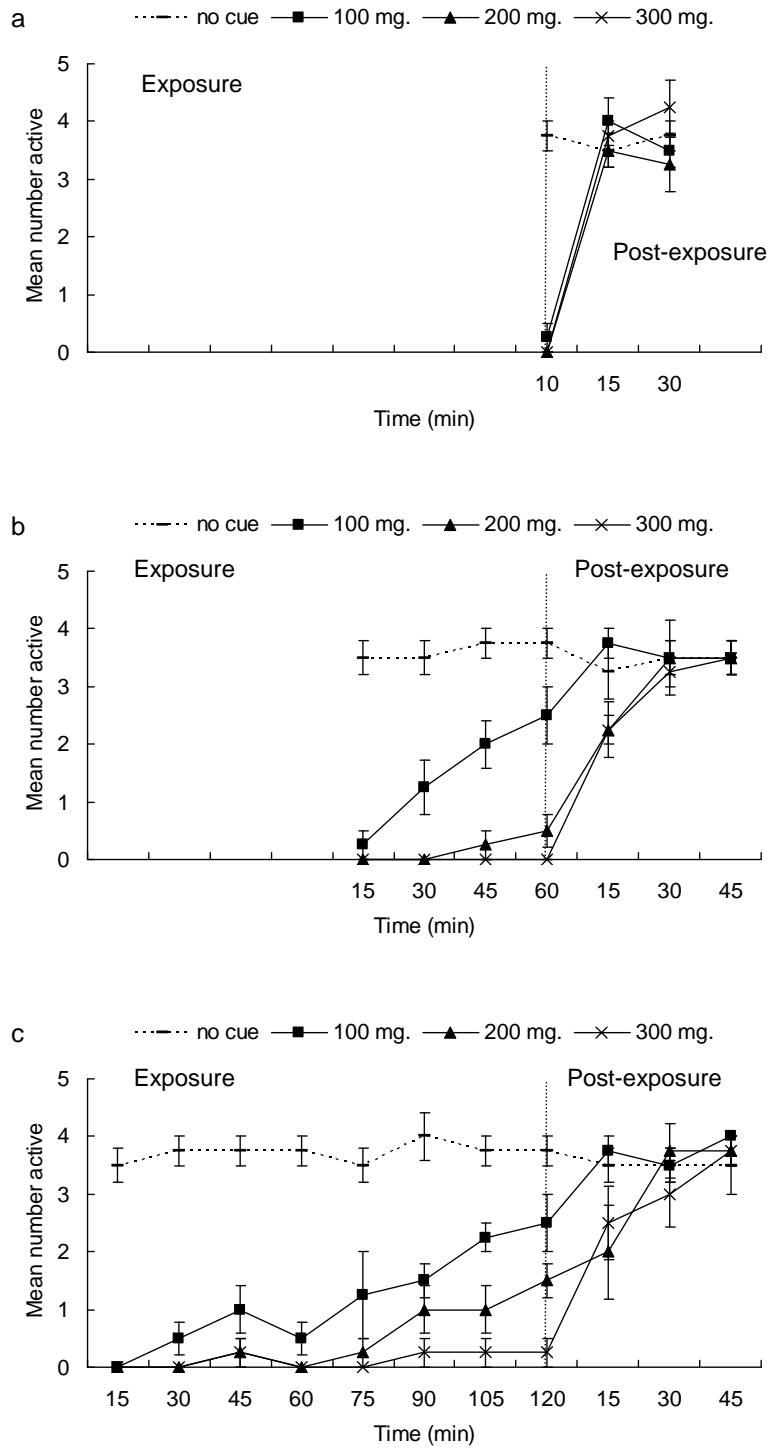 a
no cue 100 mg. 200 mg. 300 mg.
Exposure
Post-exposure
Mean number active
5
4
3
2
1
0
10 15 30
Time (min)
b
no cue 100 mg. 200 mg. 300 mg.
Exposure Post-exposure
Mean number active
5
4
3
2
1
0
15 30 45 60 15 30 45
Time (min)
c
no cue 100 mg. 200 mg. 300 mg.
Exposure Post-exposure
Mean number active
5
4
3
2
1
0
15 30 45 60 75 90 105 120 15 30 45
Time (min)